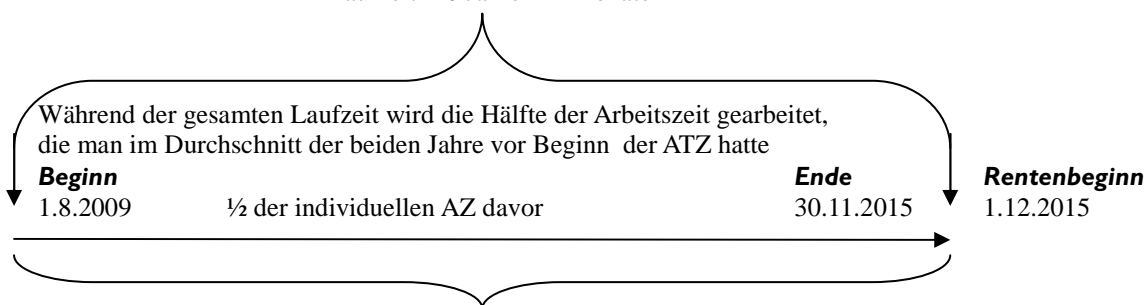 Während der gesamten Laufzeit wird die Hälfte der Arbeitszeit gearbeitet,
die man im Durchschnitt der beiden Jahre vor Beginn der ATZ hatte
Beginn Ende Rentenbeginn
1.8.2009 ½ der individuellen AZ davor 30.11.2015 1.12.2015